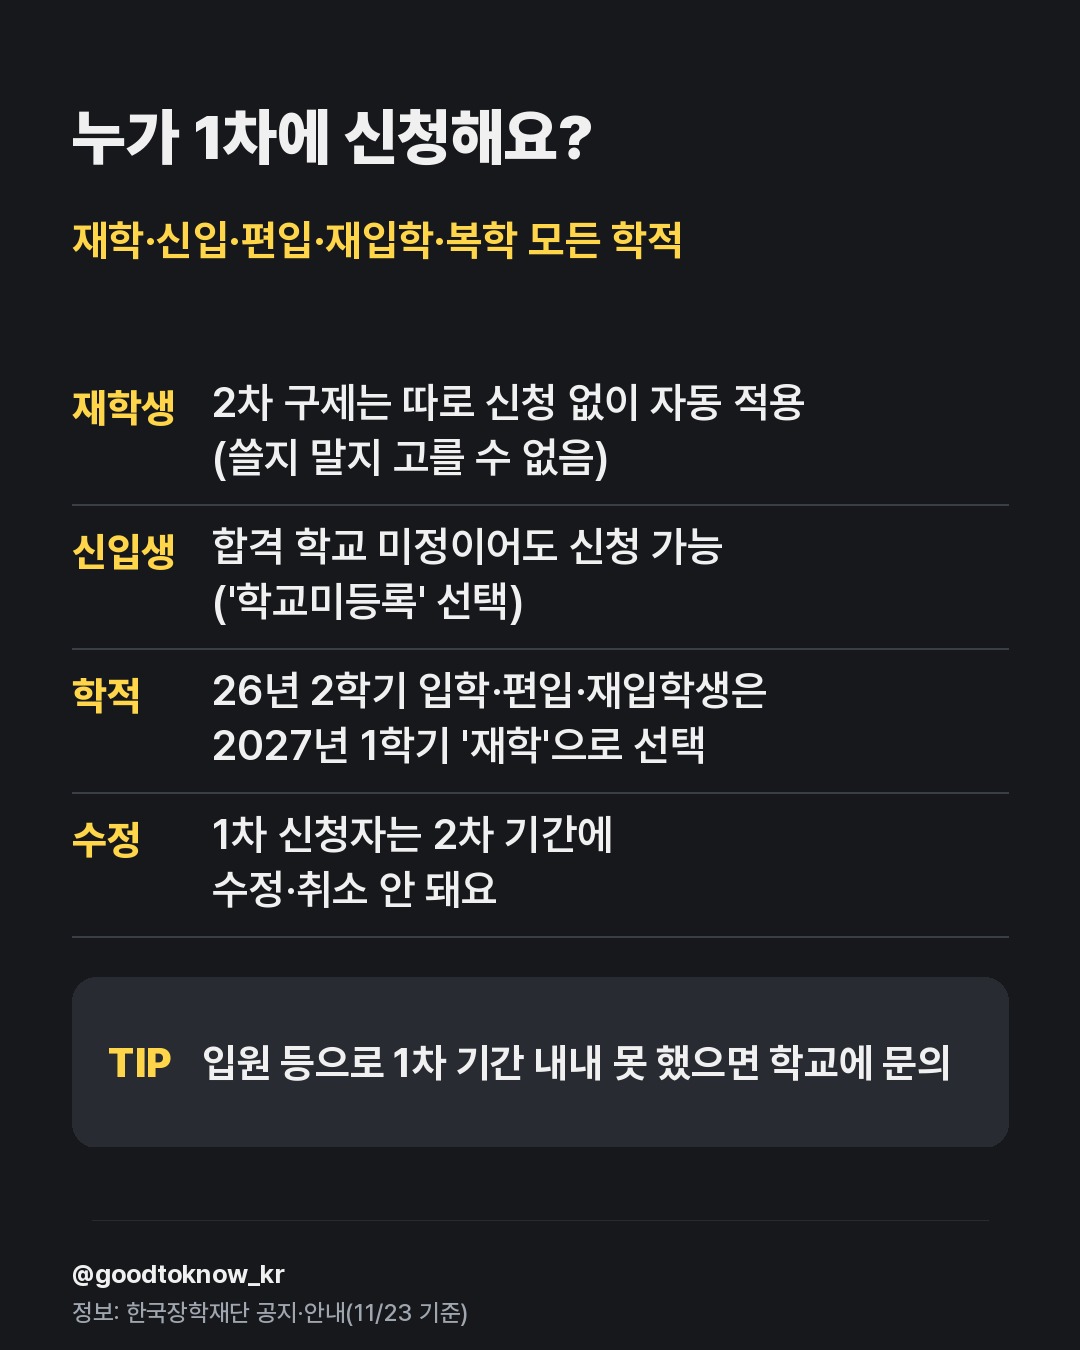 누가 1차에 신청해요?
재학·신입·편입·재입학·복학 모든 학적
재학생 2차 구제는 따로 신청 없이 자동 적용
(쓸지 말지 고를 수 없음)
신입생 합격 학교 미정이어도 신청 가능
('학교미등록' 선택)
학적 26년 2학기 입학·편입·재입학생은
2027년 1학기 '재학'으로 선택
수정 1차 신청자는 2차 기간에
수정·취소 안 돼요
TIP 입원 등으로 1차 기간 내내 못 했으면 학교에 문의
@goodtoknow_kr
정보: 한국장학재단 공지·안내(11/23 기준)